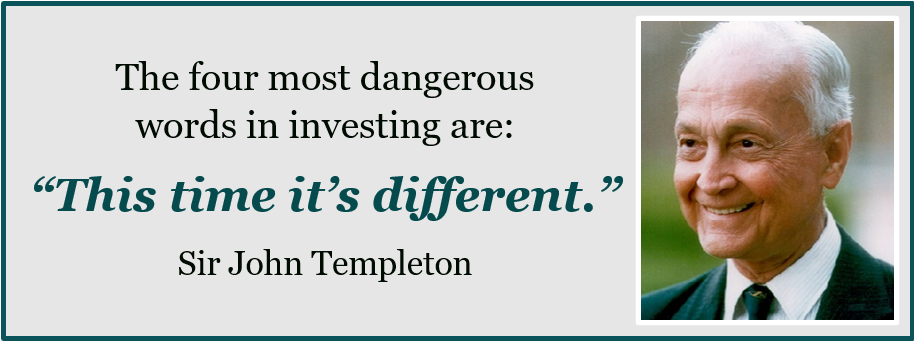 The four most dangerous
words in investing are:
“This time it’s different.”
Sir John Templeton